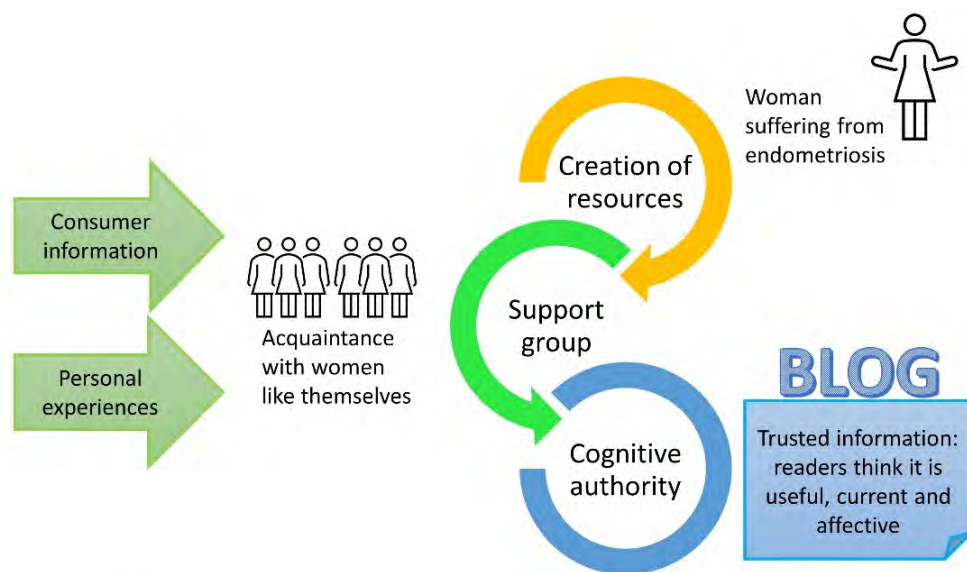 Consumer
information
Personal
experiences
Acquaintance
with women
like themselves
Creation of
resources
Support
group
Cognitive
authority
Woman
suffering from
endometriosis
BLOG
Trusted information:
readers think it is
useful, current and
affective